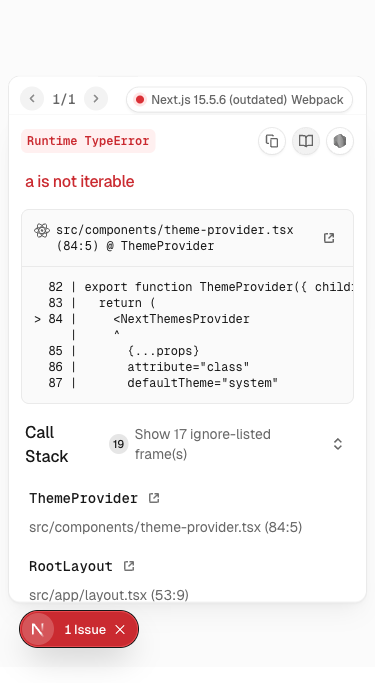 1/1
Next.js 15.5.6 (outdated) Webpack
Runtime TypeError
a is not iterable
src/components/theme-provider.tsx
(84:5) @ ThemeProvider
82 | export function ThemeProvider({ childr
83 |   return (
> 84 |     <NextThemesProvider
|     ^
85 |       {...props}
86 |       attribute="class"
87 |       defaultTheme="system"
Call Stack
19
Show 17 ignore-listed frame(s)
ThemeProvider
src/components/theme-provider.tsx (84:5)
RootLayout
src/app/layout.tsx (53:9)
N
1 Issue